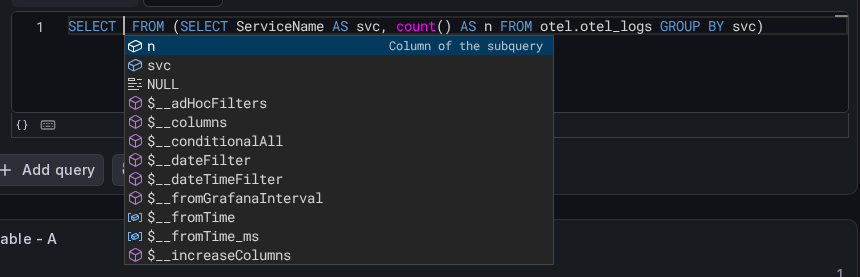 1 SELECT FROM (SELECT ServiceName AS svc, count() AS n FROM otel.otel_logs GROUP BY svc)
n Column of the subquery
svc
NULL
$__adHocFilters
$__columns
$__conditionalAll
$__dateFilter
$__dateTimeFilter
$__fromGrafanaInterval
$__fromTime
$__fromTime_ms
$__increaseColumns
{}
+ Add query
able - A
1